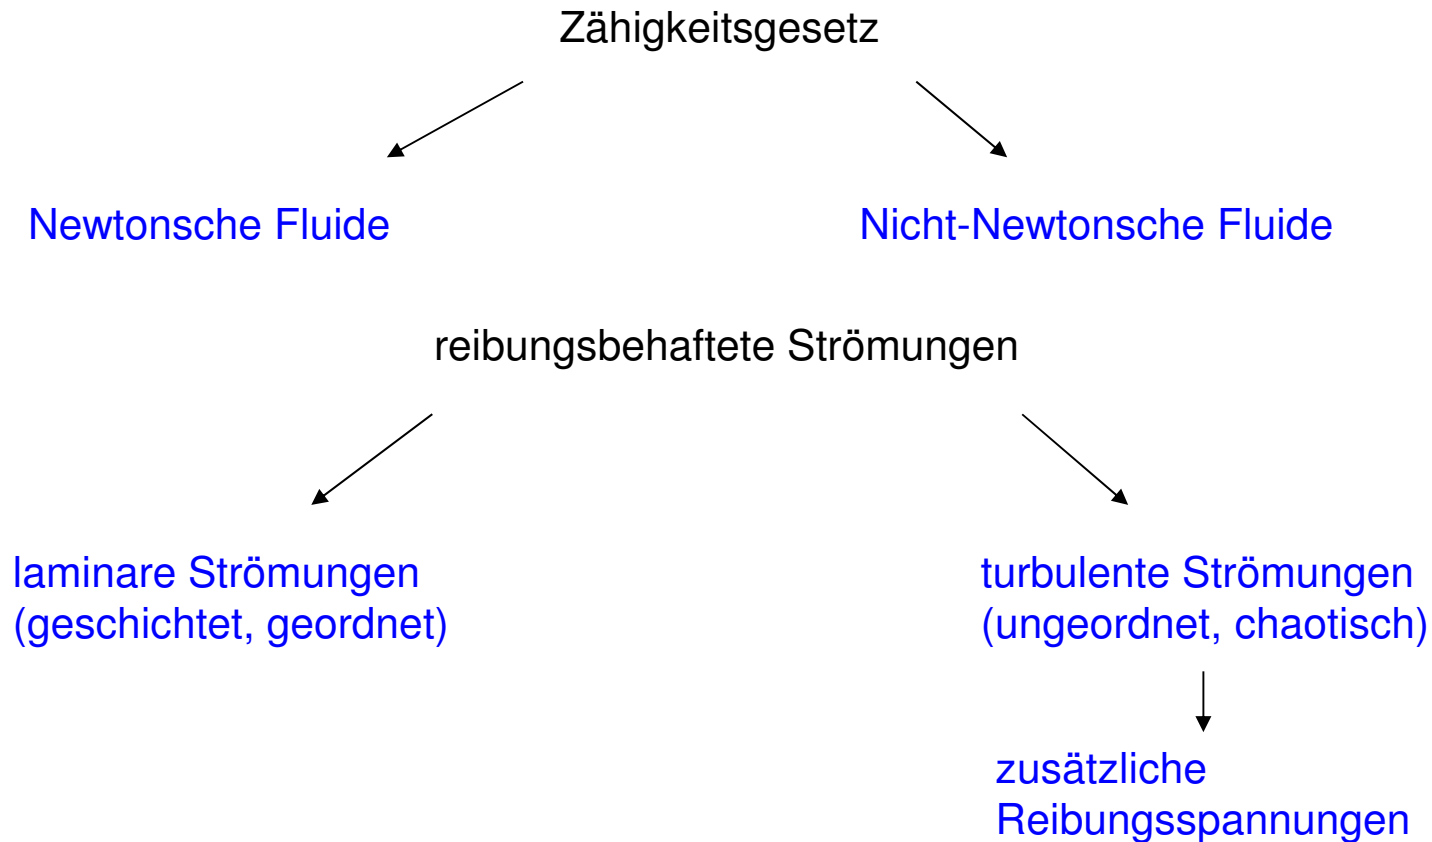 Zähigkeitsgesetz
Newtonsche Fluide
Nicht-Newtonsche Fluide
reibungsbehaftete Strömungen
laminare Strömungen
(geschichtet, geordnet)
turbulente Strömungen
(ungeordnet, chaotisch)
zusätzliche
Reibungsspannungen